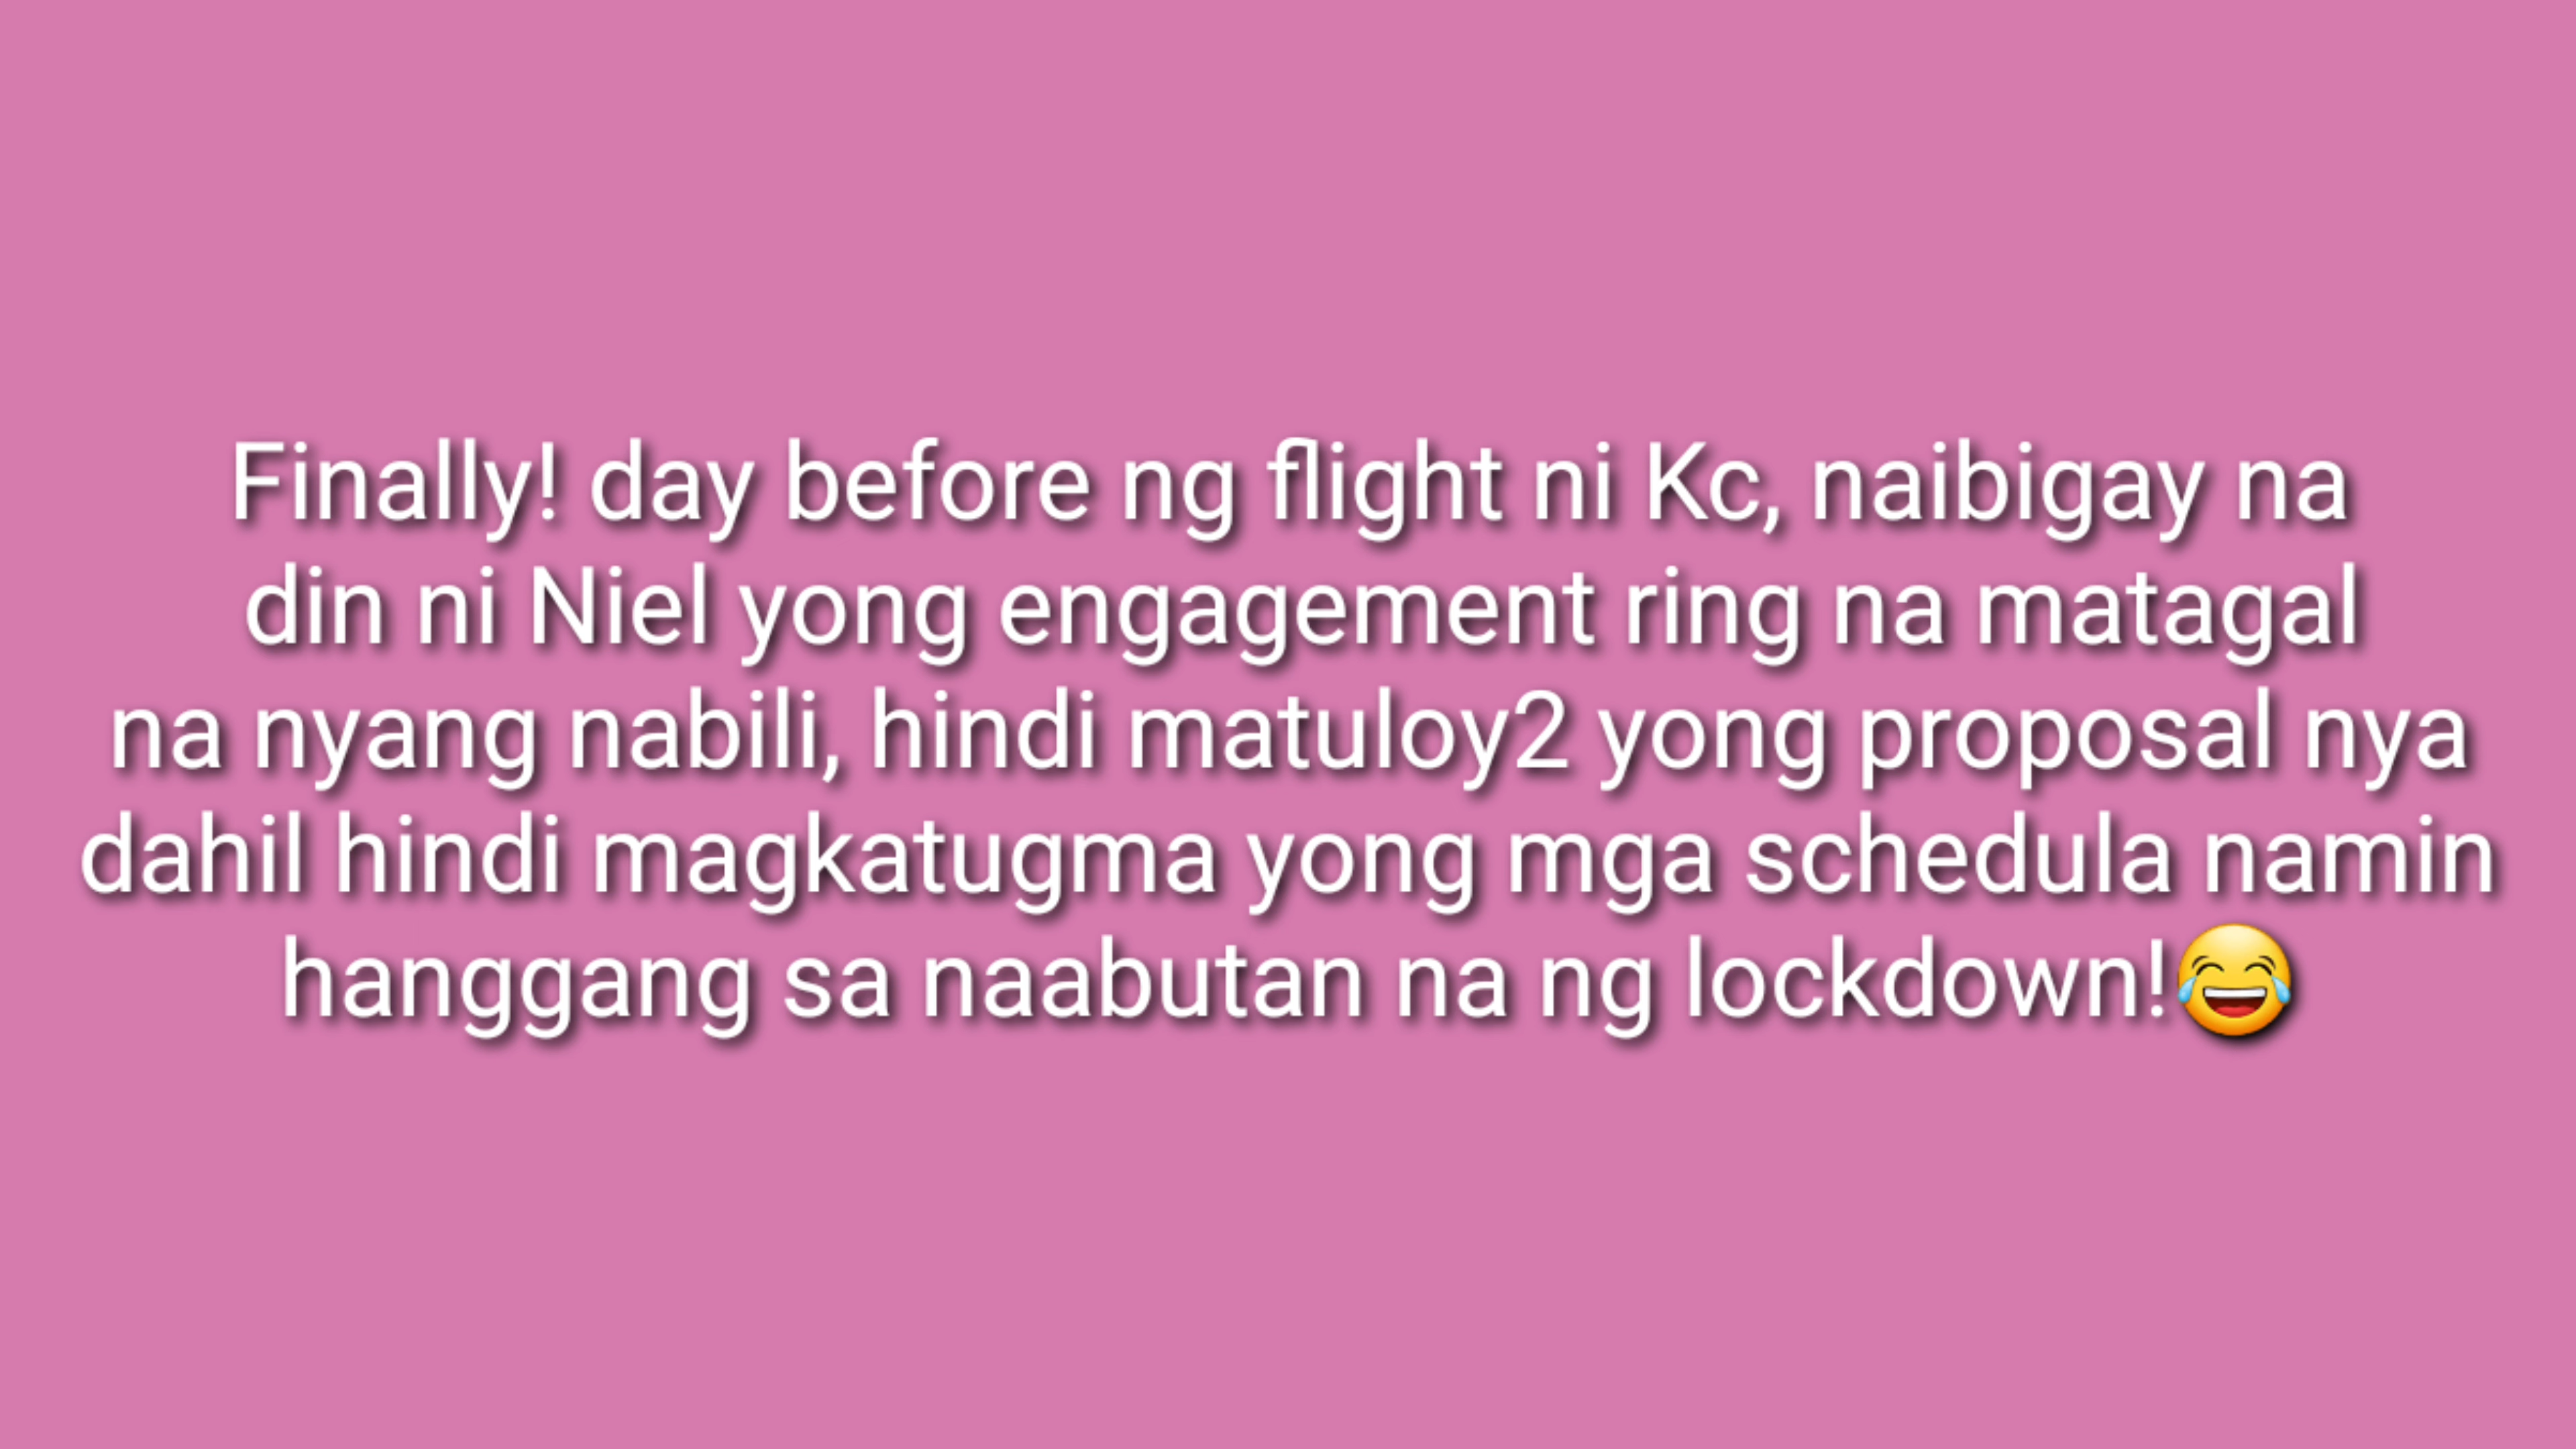 Finally! day before ng flight ni Kc, naibigay na
din ni Niel yong engagement ring na matagal
na nyang nabili, hindi matuloy2 yong proposal nya
dahil hindi magkatugma yong mga schedula namin
hanggang sa naabutan na ng lockdown!😂